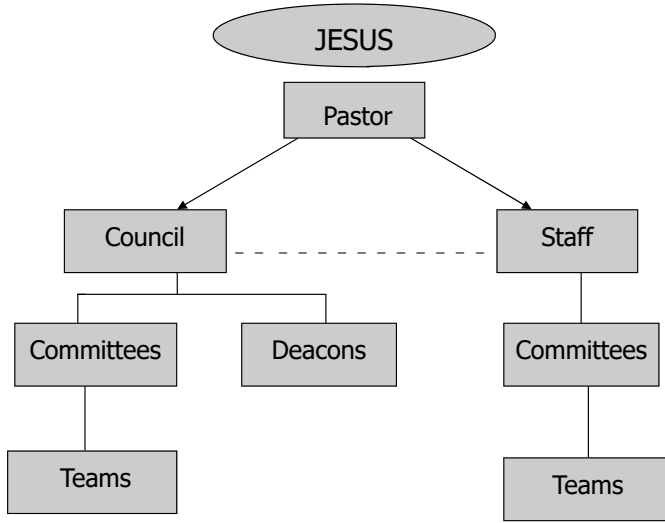 JESUS
Pastor
Council
Staff
Committees
Deacons
Committees
Teams
Teams